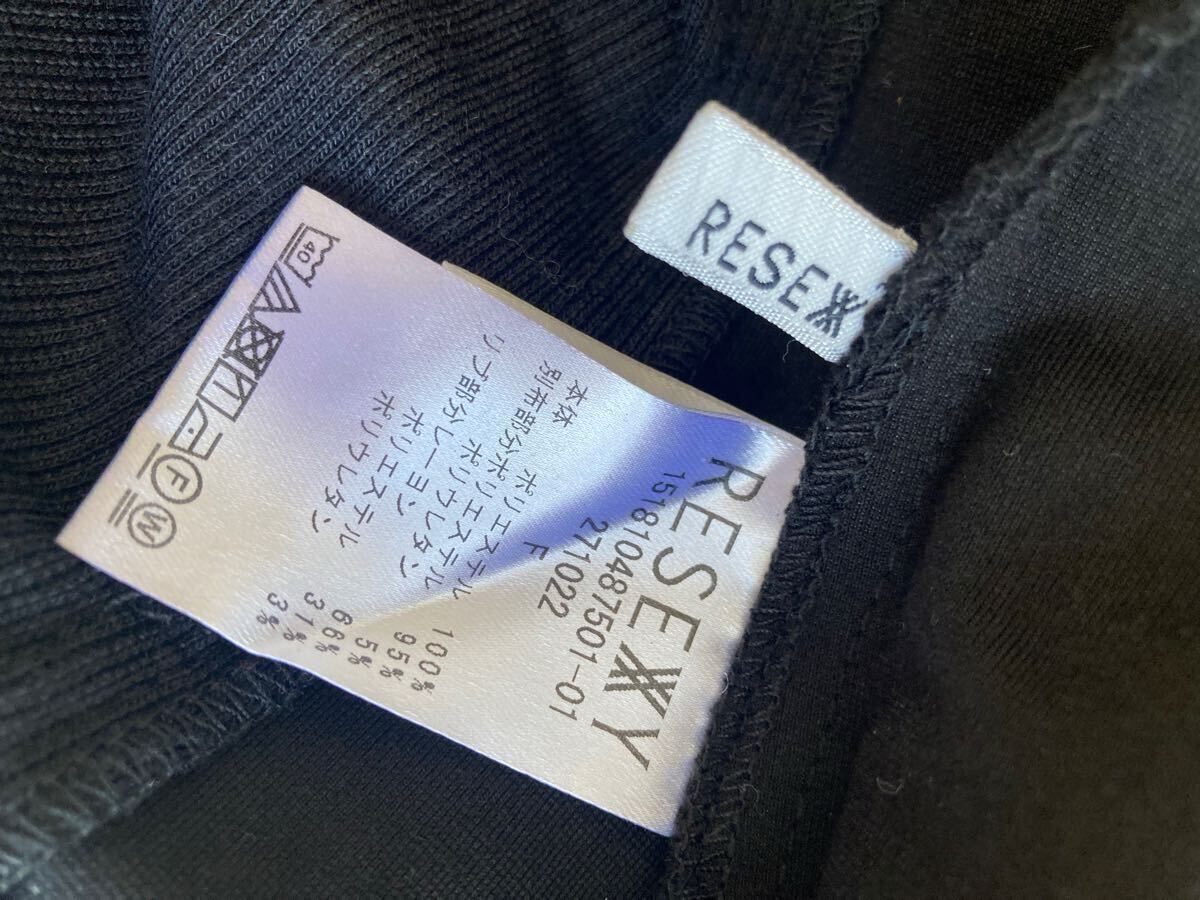 RESEXX
RESEXXY
151810487501-01
271022
F
本体 ポリエステル 100%
別布部分ポリエステル 95%
ポリウレタン 5%
リブ部分レーヨン 66%
ポリエステル 31%
ポリウレタン 3%
40
F
W